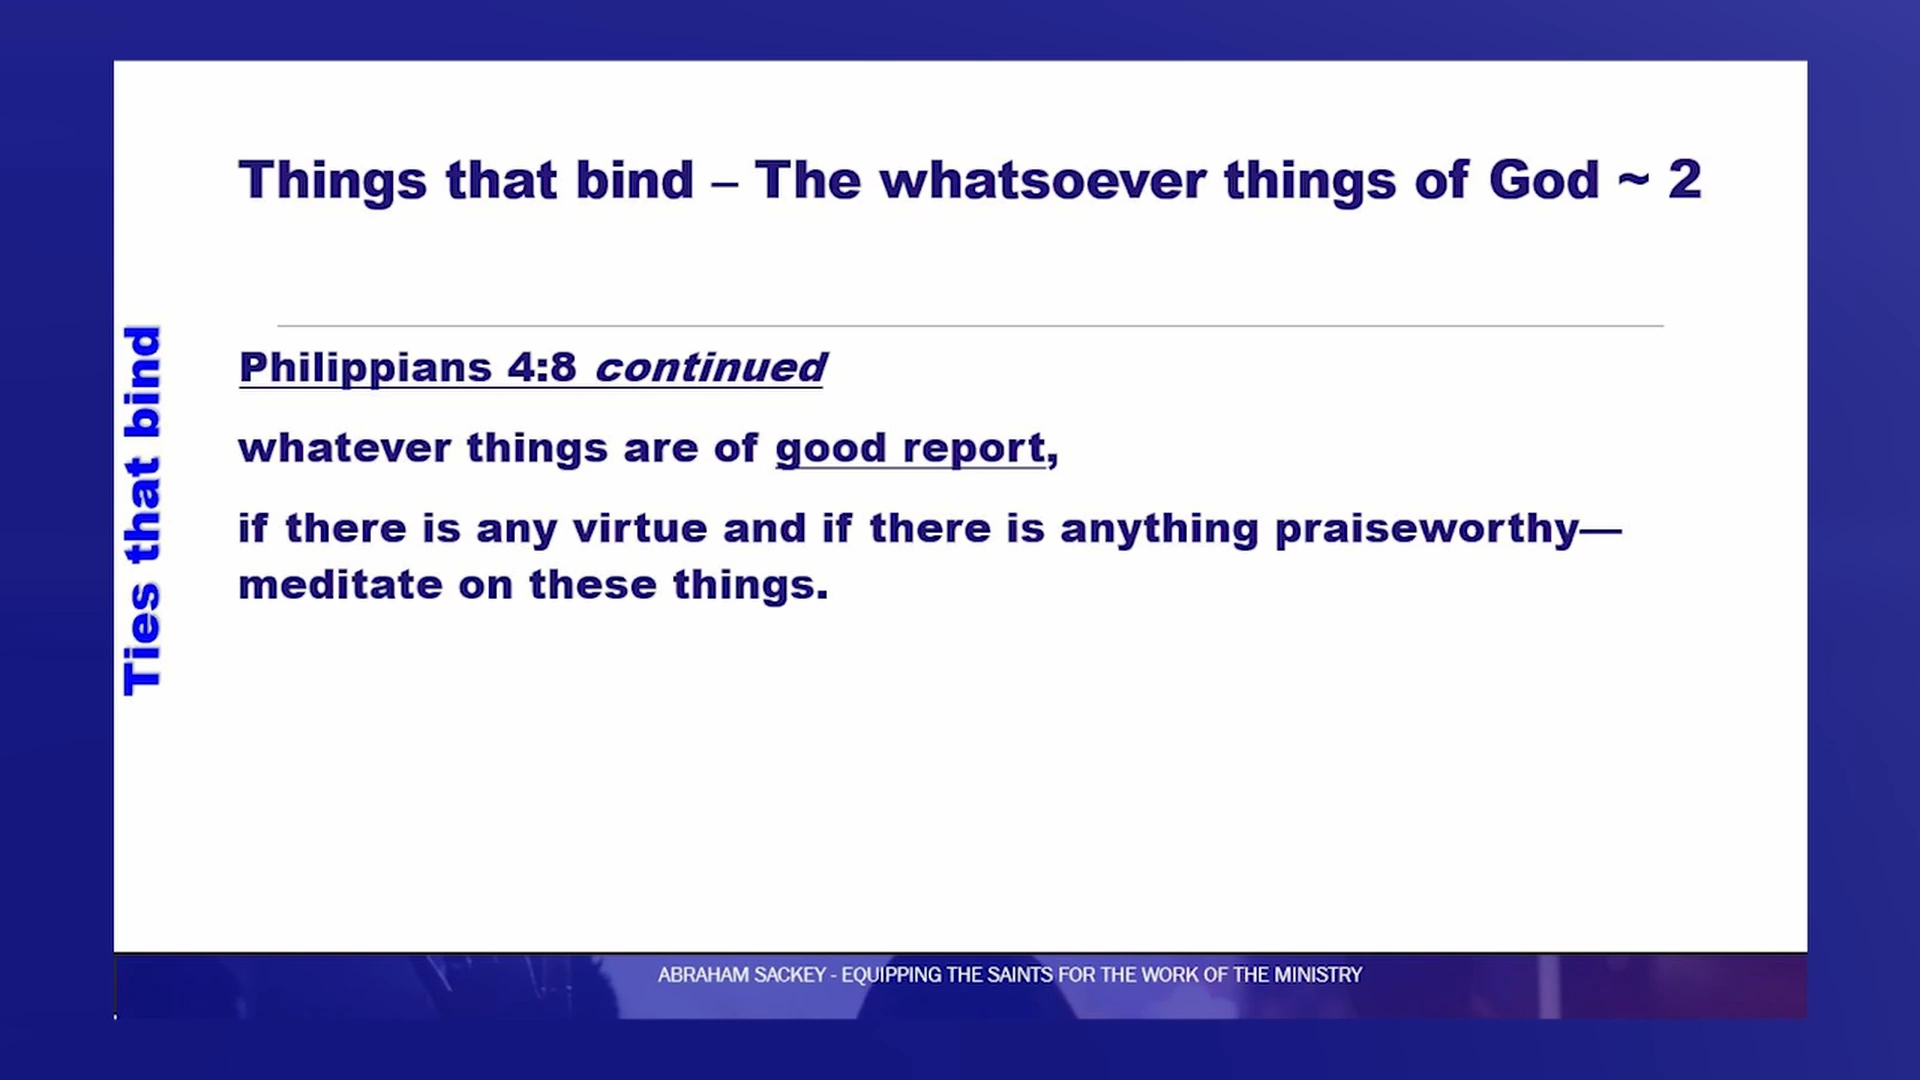 Things that bind – The whatsoever things of God ~ 2
Ties that bind
Philippians 4:8 continued
whatever things are of good report,
if there is any virtue and if there is anything praiseworthy—
meditate on these things.
ABRAHAM SACKEY - EQUIPPING THE SAINTS FOR THE WORK OF THE MINISTRY